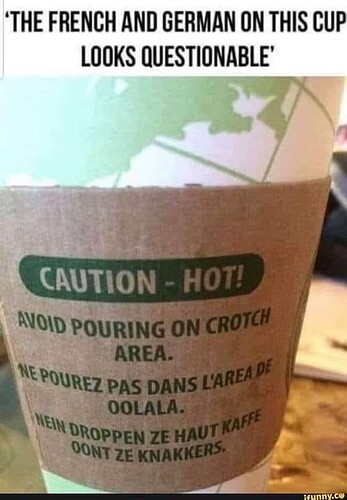 'THE FRENCH AND GERMAN ON THIS CUP
LOOKS QUESTIONABLE'
CAUTION - HOT!
AVOID POURING ON CROTCH
AREA.
NE POUREZ PAS DANS L'AREA DE
OOLALA.
NEIN DROPPEN ZE HAUT KAFFE
OONT ZE KNAKKERS.
ifunny.ce